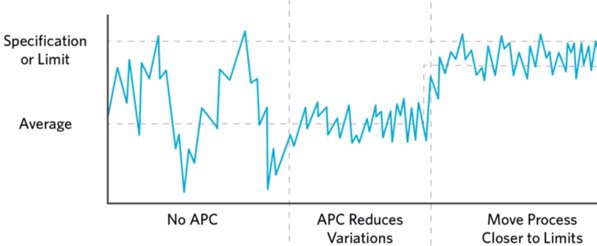 Specification
or Limit
Average
No APC
APC Reduces
Variations
Move Process
Closer to Limits